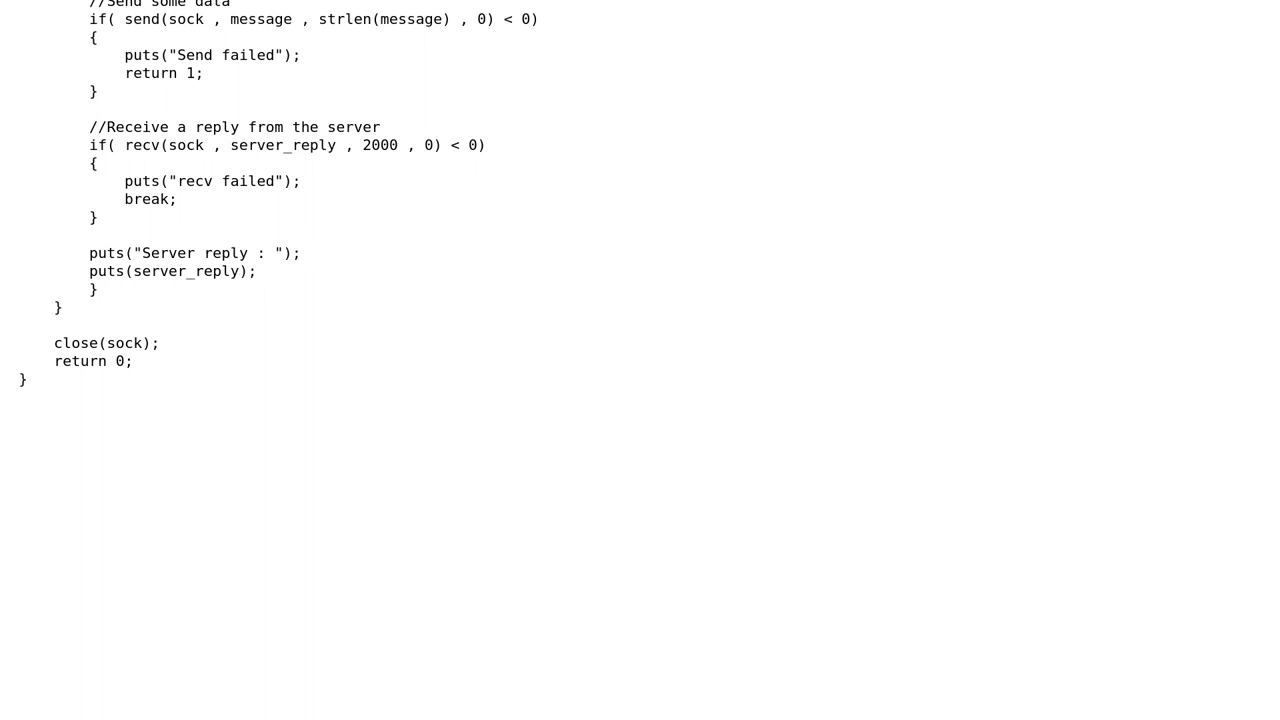 //Send some data
if( send(sock , message , strlen(message) , 0) < 0)
{
puts("Send failed");
return 1;
}
//Receive a reply from the server
if( recv(sock , server_reply , 2000 , 0) < 0)
{
puts("recv failed");
break;
}
puts("Server reply : ");
puts(server_reply);
}
}
close(sock);
return 0;
}